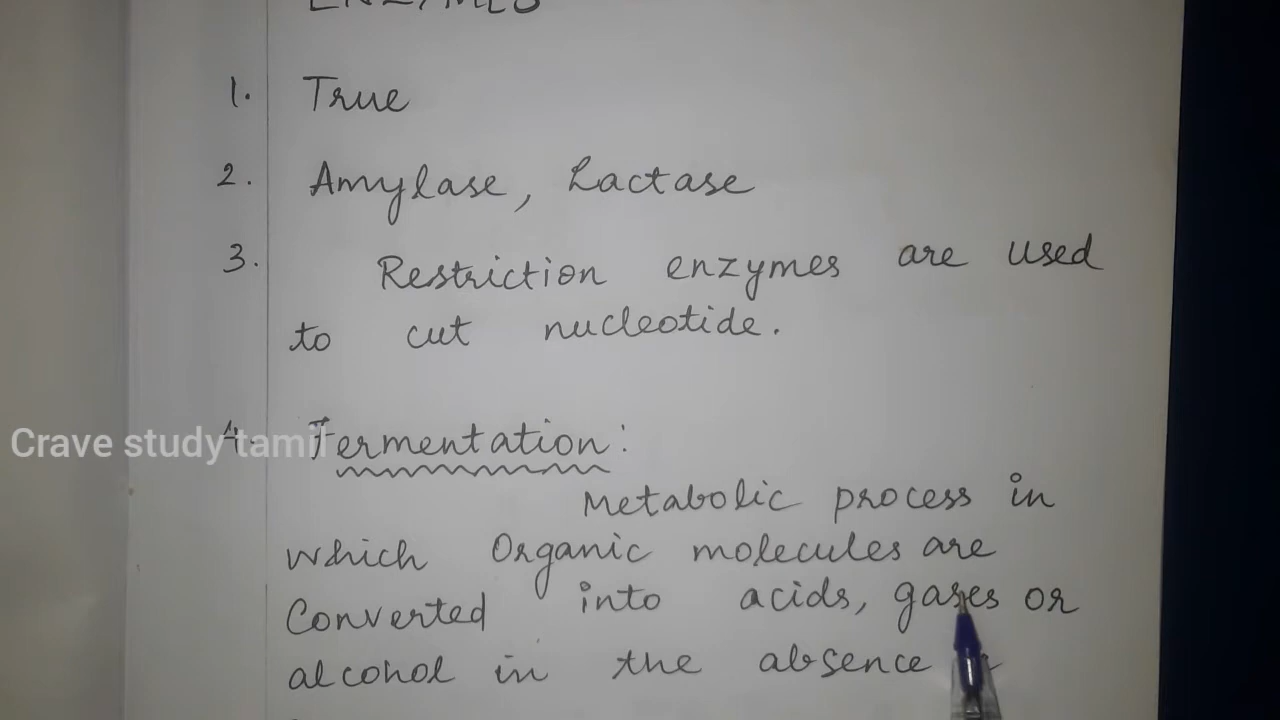 ENZYMES
1. True
2. Amylase, Lactase
3. Restriction enzymes are used
to cut nucleotide.
4. Fermentation:
Metabolic process in
which Organic molecules are
Converted into acids, gases or
alcohol in the absence
Crave study tamil